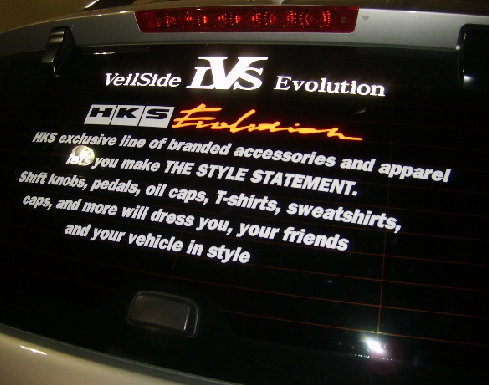 VeilSide DVS Evolution
HKS Evolution
HKS exclusive line of branded accessories and apparel
lets you make THE STYLE STATEMENT.
Shift knobs, pedals, oil caps, T-shirts, sweatshirts,
caps, and more will dress you, your friends
and your vehicle in style